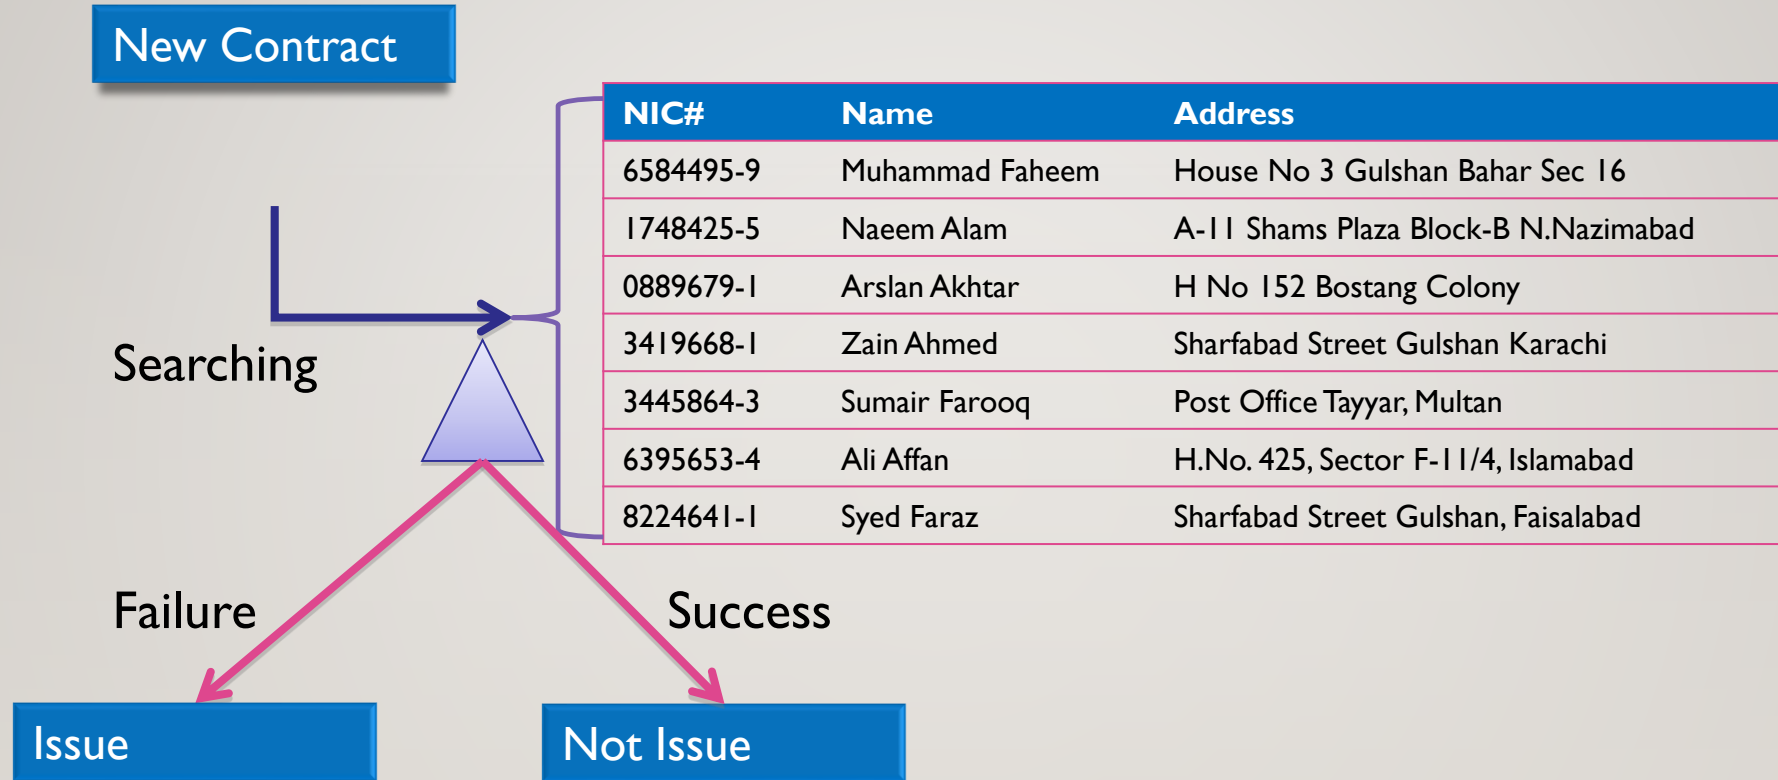 New Contract
NIC# Name Address
6584495-9 Muhammad Faheem House No 3 Gulshan Bahar Sec 16
1748425-5 Naeem Alam A-11 Shams Plaza Block-B N.Nazimabad
0889679-1 Arslan Akhtar H No 152 Bostang Colony
3419668-1 Zain Ahmed Sharfabad Street Gulshan Karachi
3445864-3 Sumair Farooq Post Office Tayyar, Multan
6395653-4 Ali Affan H.No. 425, Sector F-11/4, Islamabad
8224641-1 Syed Faraz Sharfabad Street Gulshan, Faisalabad
Searching
Failure
Success
Issue
Not Issue